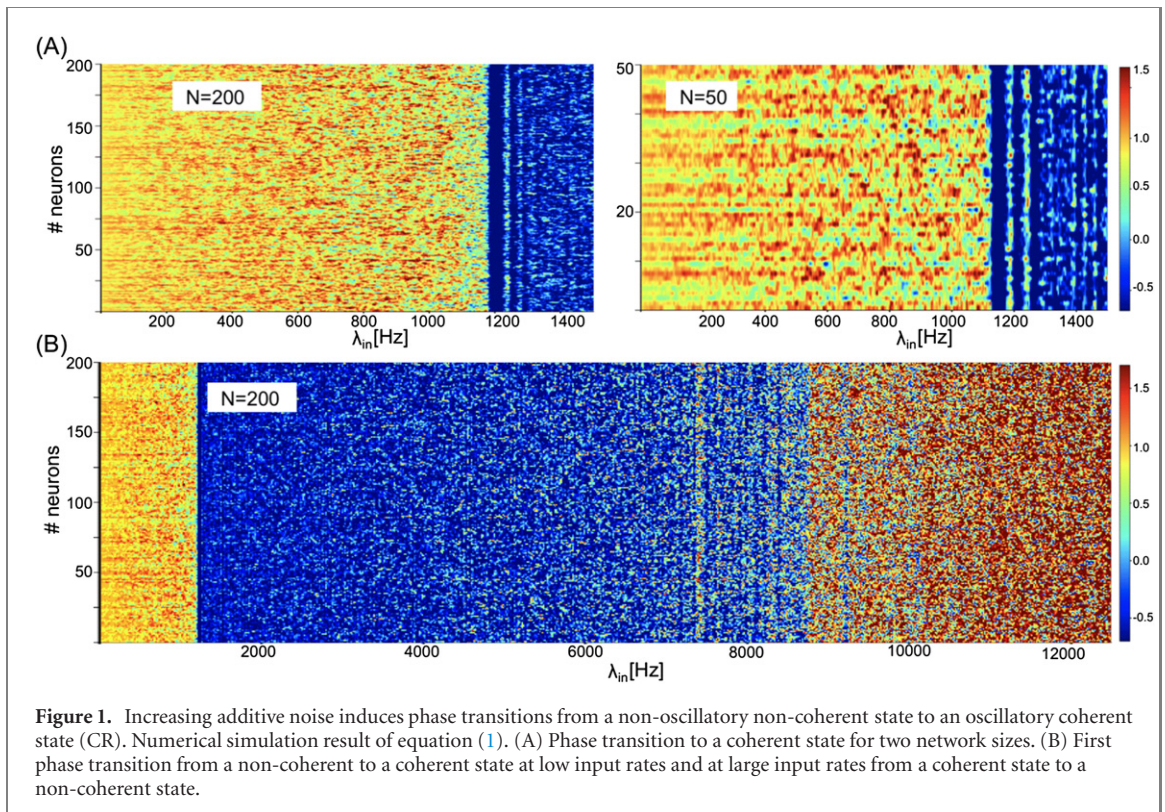 (A)
200
150
100
50
# neurons
N=200
200 400 600 800 1000 1200 1400
λin[Hz]
50
20
N=50
200 400 600 800 1000 1200 1400
λin[Hz]
1.5
1.0
0.5
0.0
-0.5
(B)
200
150
100
50
# neurons
N=200
2000 4000 6000 8000 10000 12000
λin[Hz]
1.5
1.0
0.5
0.0
-0.5
Figure 1. Increasing additive noise induces phase transitions from a non-oscillatory non-coherent state to an oscillatory coherent
state (CR). Numerical simulation result of equation (1). (A) Phase transition to a coherent state for two network sizes. (B) First
phase transition from a non-coherent to a coherent state at low input rates and at large input rates from a coherent state to a
non-coherent state.